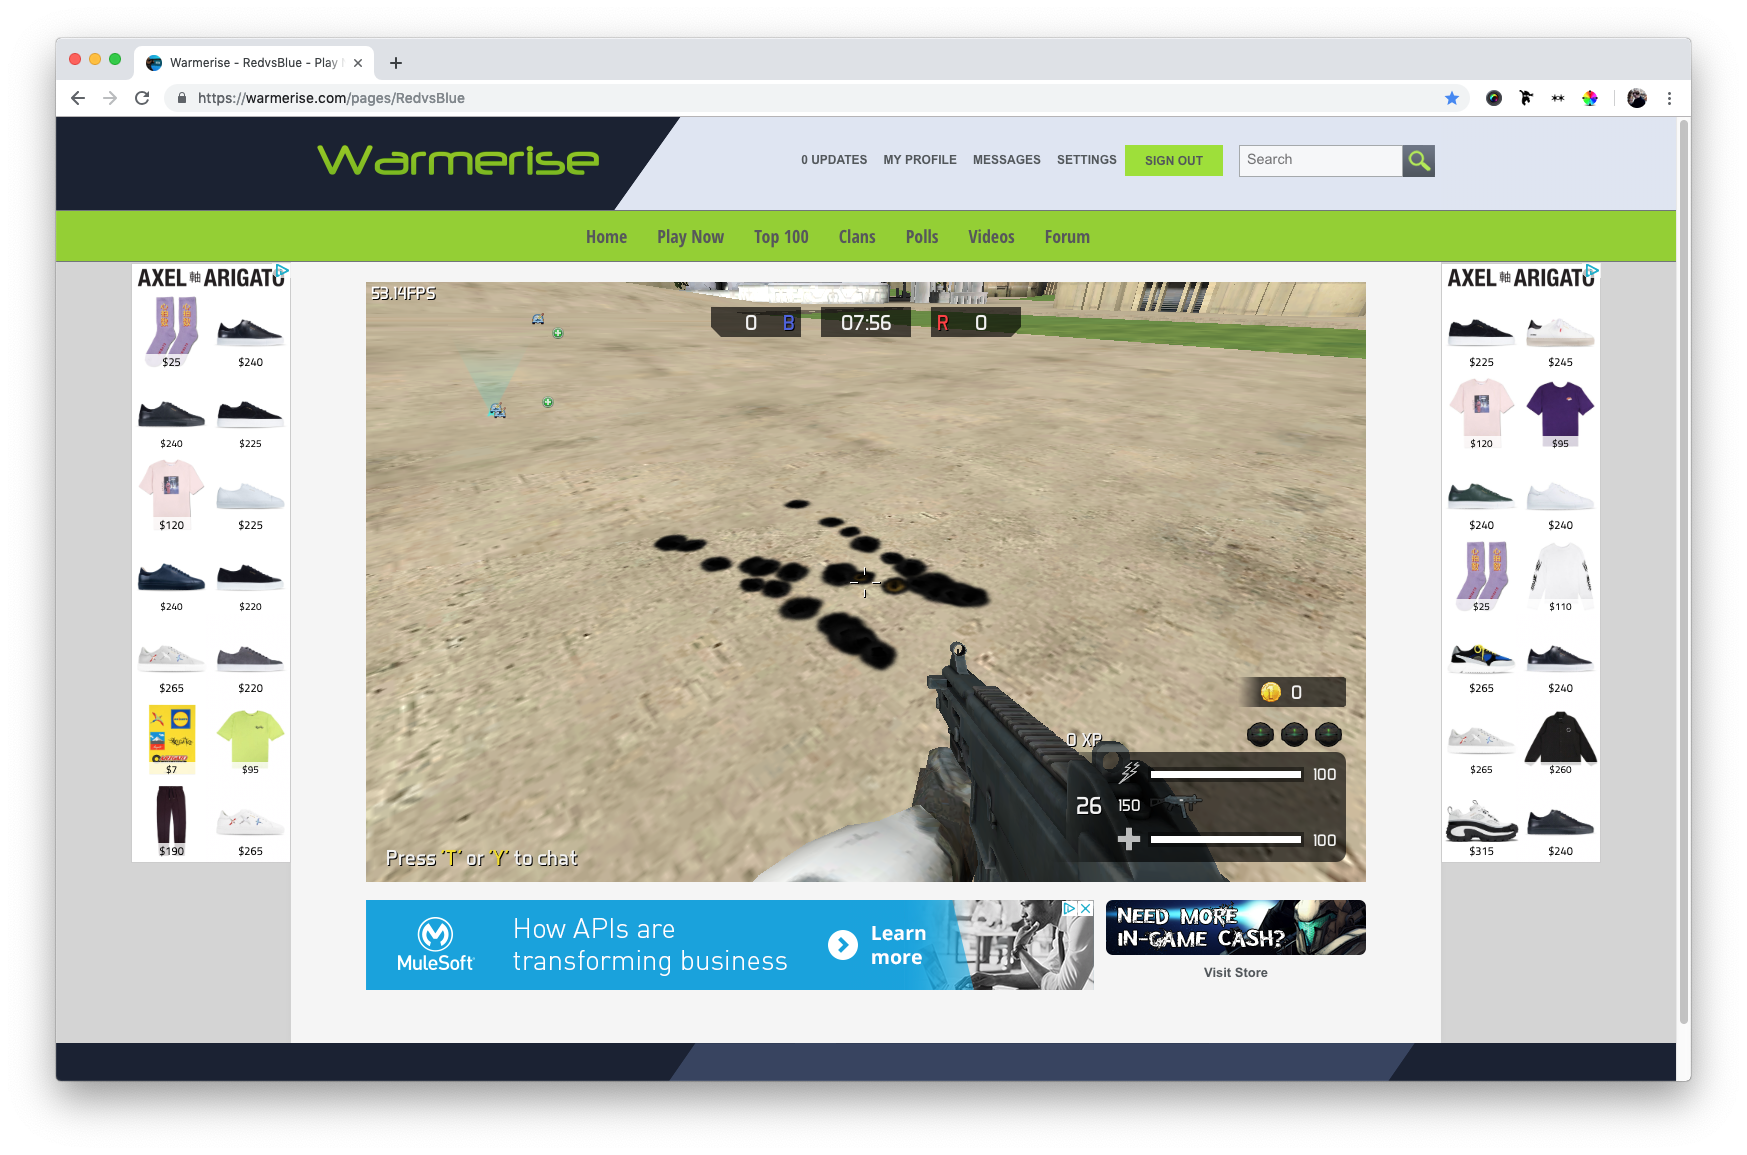 Warmerise - RedvsBlue - Play
https://warmerise.com/pages/RedvsBlue
Warmerise
0 UPDATES MY PROFILE MESSAGES SETTINGS SIGN OUT Search
Home Play Now Top 100 Clans Polls Videos Forum
AXEL 軸 ARIGATO
$25 $240
$240 $225
$120 $225
$240 $220
$265 $220
$7 $95
$190 $265
53.14FPS
0 B 07:56 R 0
0
0 XP
100
26 150
100
Press 'T' or 'Y' to chat
AXEL 軸 ARIGATO
$225 $245
$120 $95
$240 $240
$25 $110
$265 $240
$265 $260
$315 $240
MuleSoft
How APIs are
transforming business
Learn
more
NEED MORE
IN-GAME CASH?
Visit Store